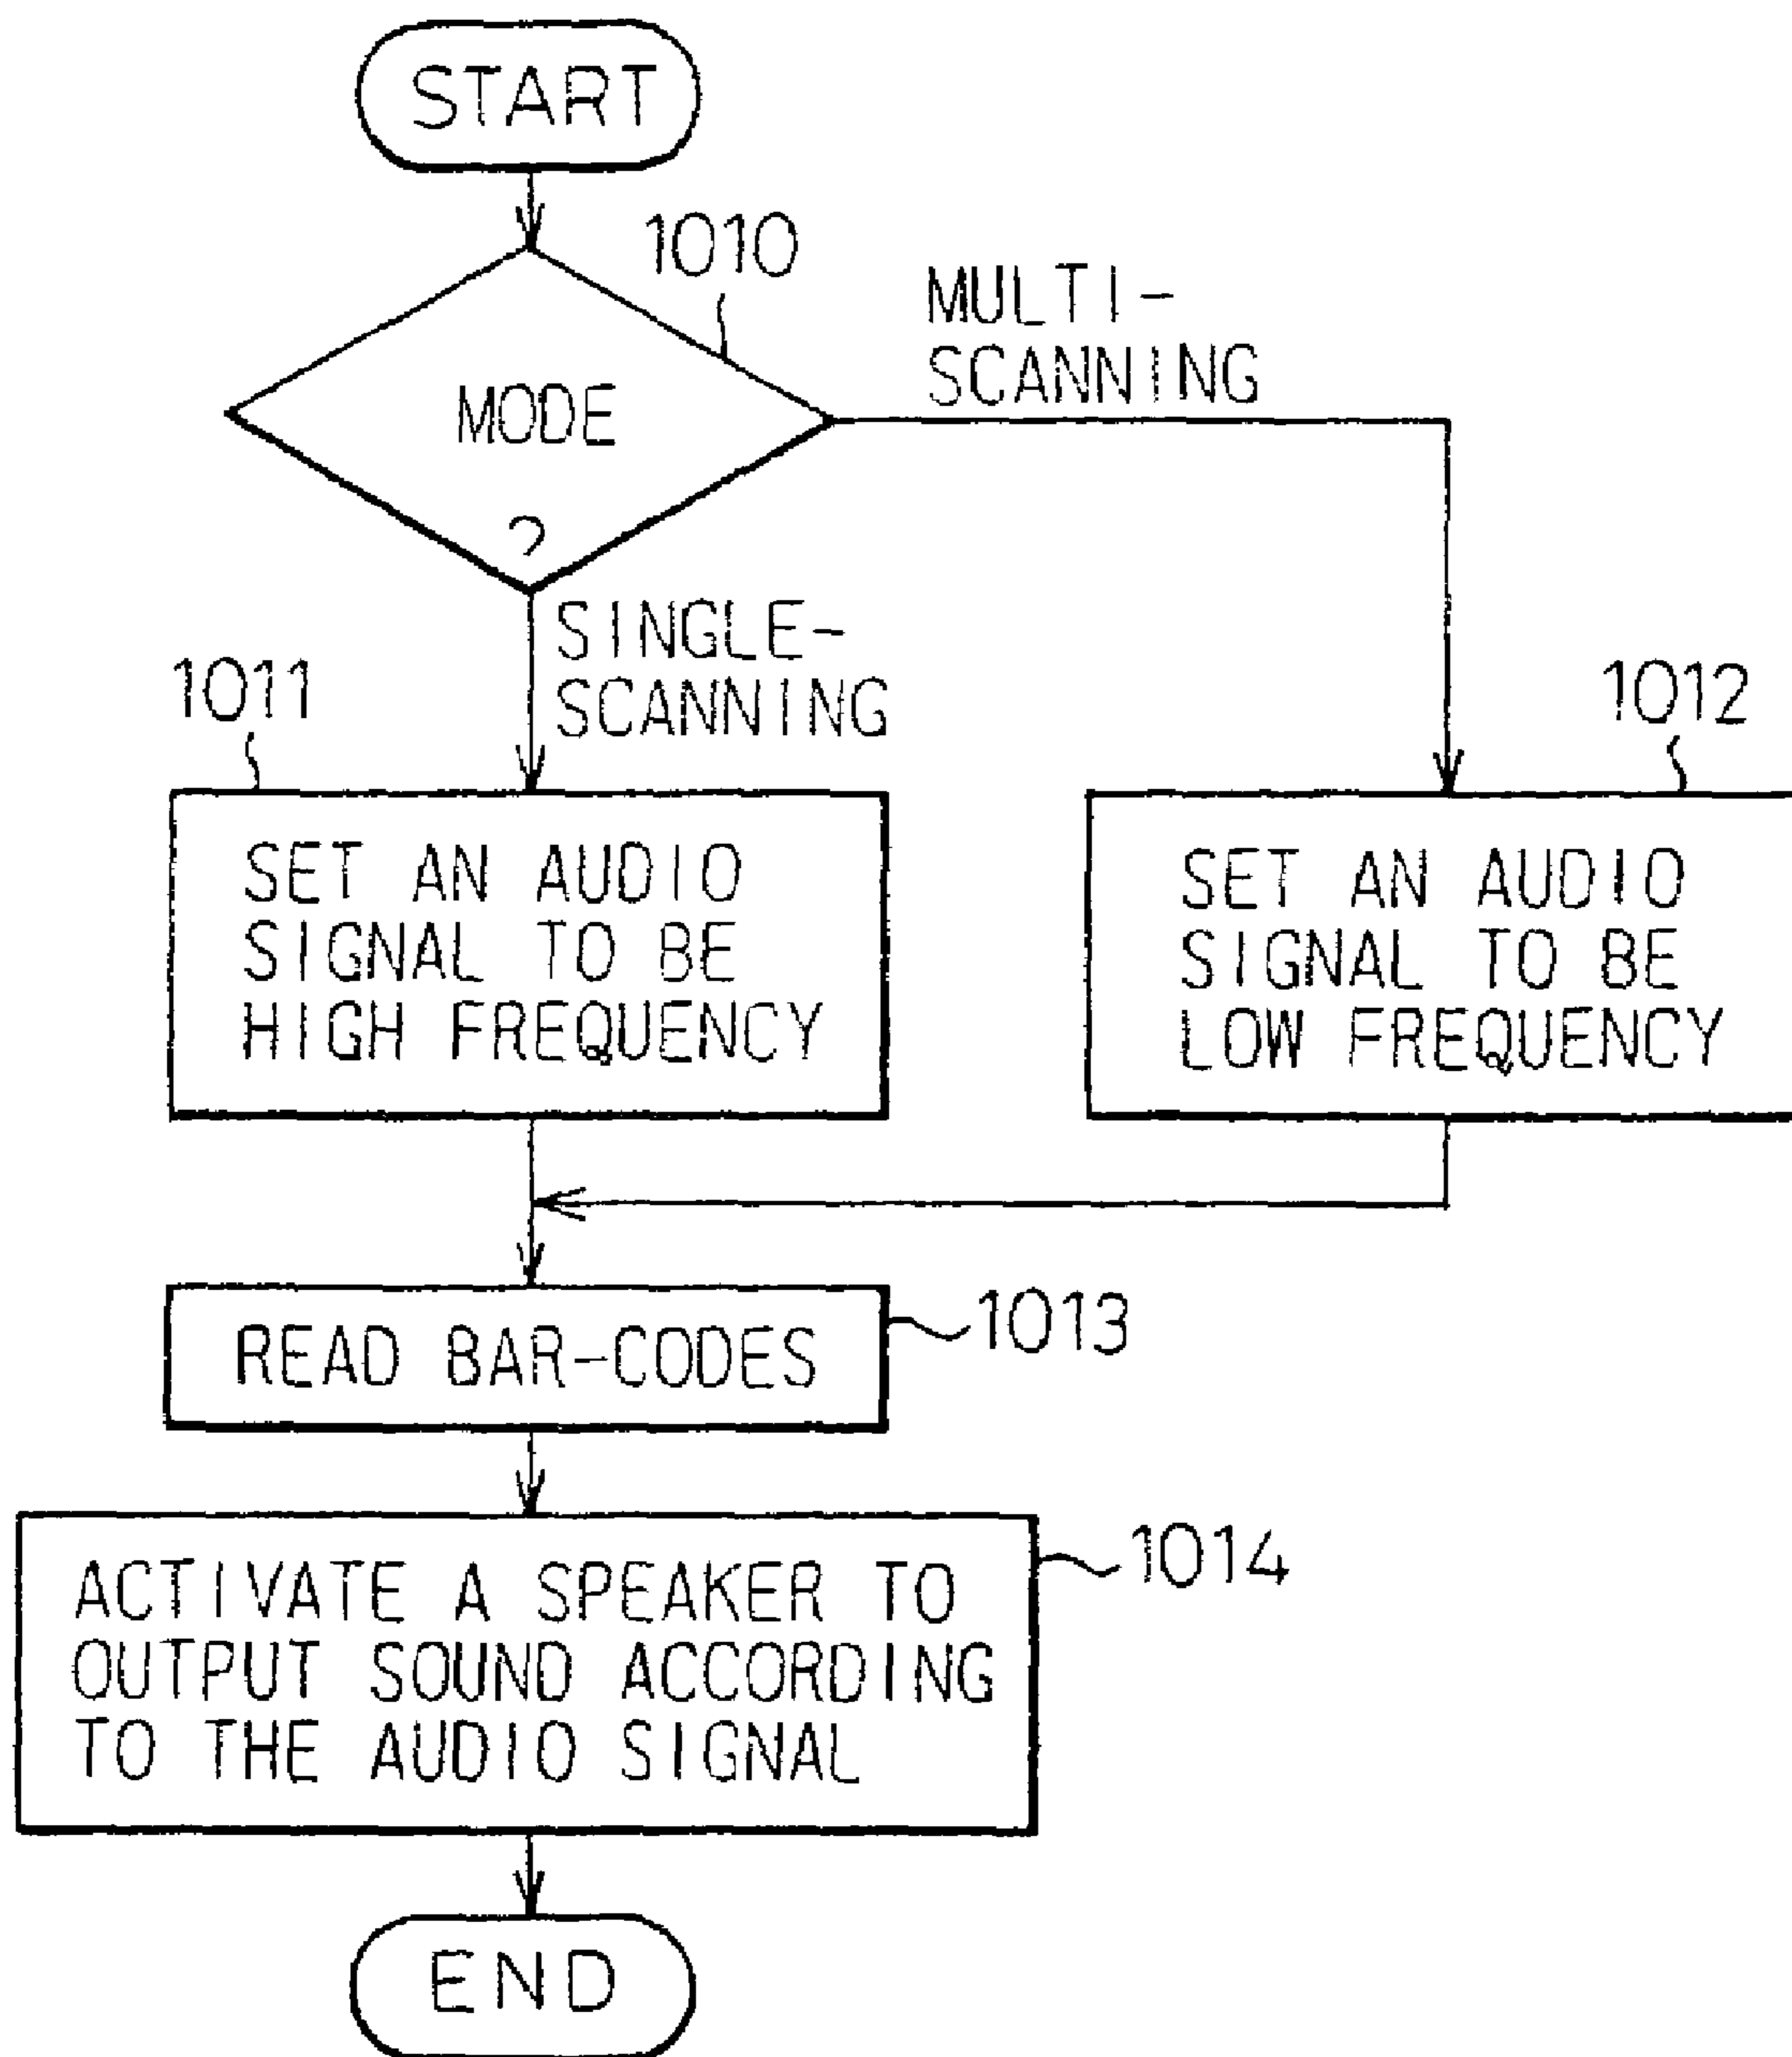 START
1010
MULTI-
SCANNING
MODE
?
SINGLE-
SCANNING
1011
1012
SET AN AUDIO
SIGNAL TO BE
HIGH FREQUENCY
SET AN AUDIO
SIGNAL TO BE
LOW FREQUENCY
READ BAR-CODES
1013
ACTIVATE A SPEAKER TO
OUTPUT SOUND ACCORDING
TO THE AUDIO SIGNAL
1014
END